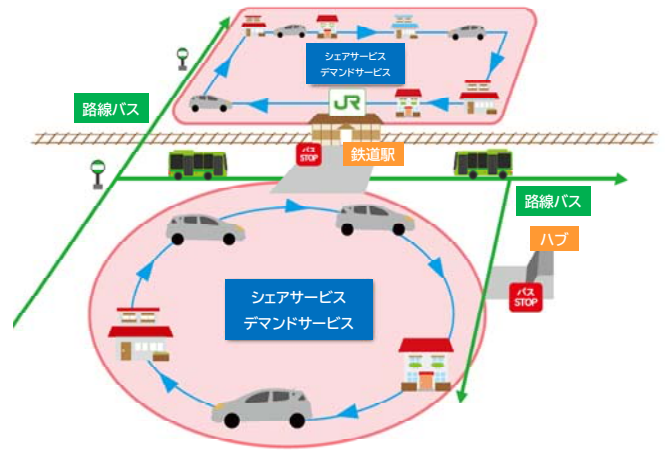 シェアサービス
デマンドサービス
路線バス
JR
バス
STOP
鉄道駅
路線バス
ハブ
バス
STOP
シェアサービス
デマンドサービス